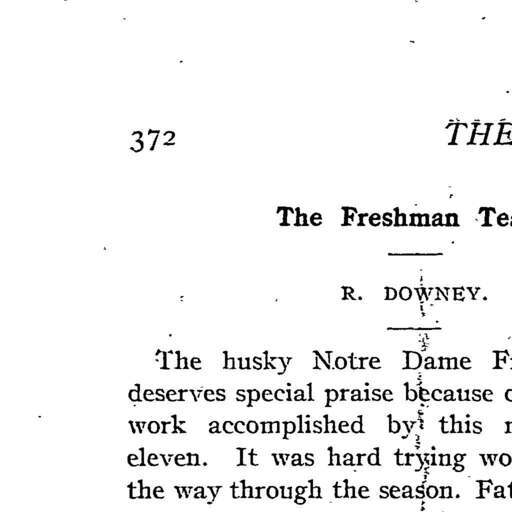 372 THE
The Freshman Tea
R. DOWNEY.
The husky Notre Dame F
deserves special praise because
work accomplished by this
eleven. It was hard trying wo
the way through the season. Fat